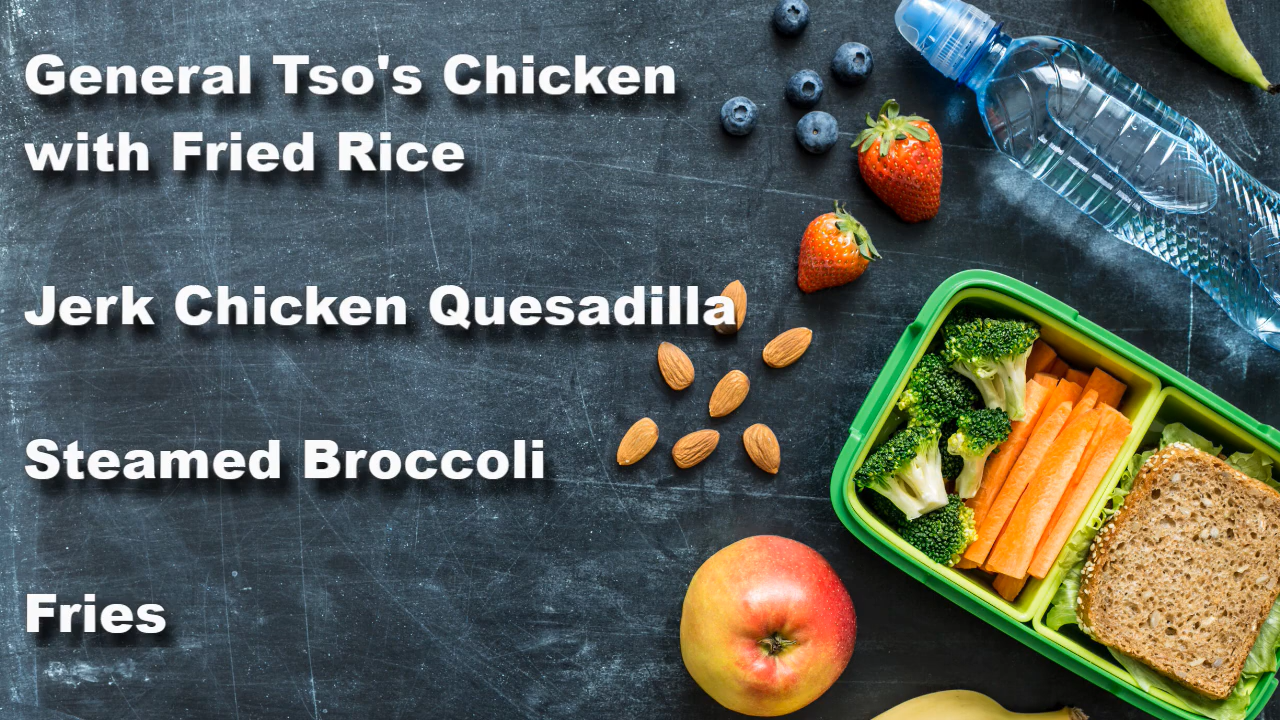 General Tso's Chicken
with Fried Rice
Jerk Chicken Quesadilla
Steamed Broccoli
Fries